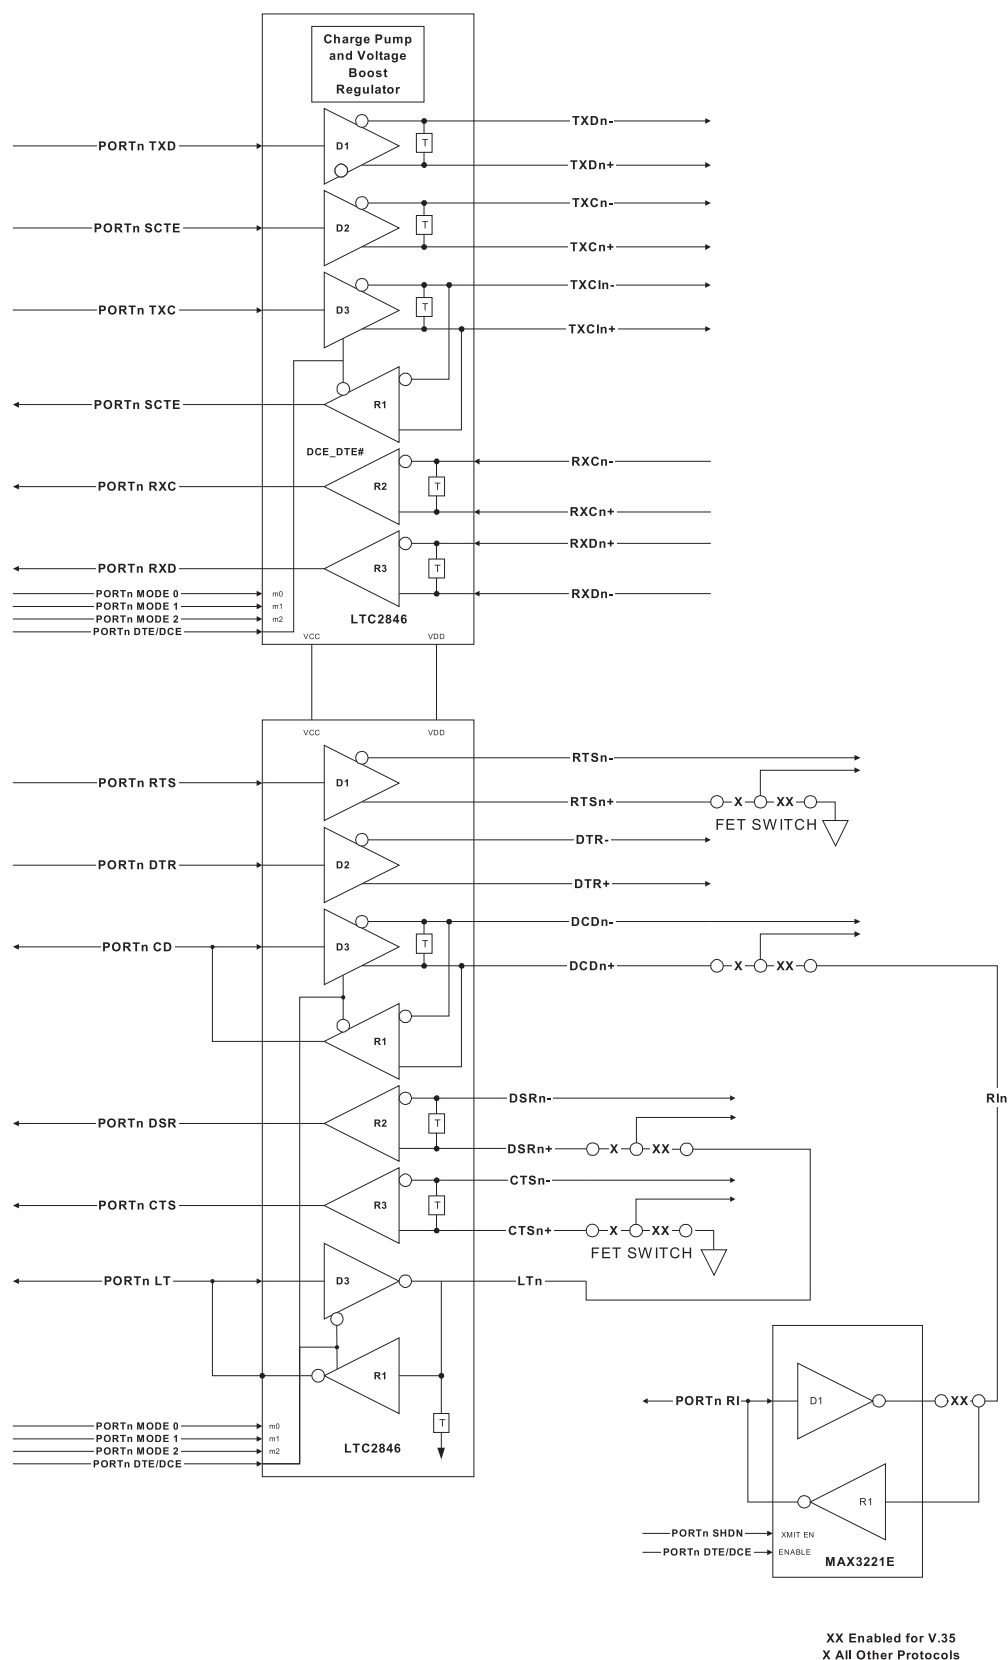 Charge Pump
and Voltage
Boost
Regulator
PORTn TXD
D1
T
TXDn-
TXDn+
PORTn SCTE
D2
T
TXCn-
TXCn+
PORTn TXC
D3
T
TXCIn-
TXCIn+
PORTn SCTE
R1
DCE_DTE#
PORTn RXC
R2
T
RXCn-
RXCn+
PORTn RXD
R3
T
RXDn+
RXDn-
PORTn MODE 0
m0
PORTn MODE 1
m1
PORTn MODE 2
m2
PORTn DTE/DCE
LTC2846
VCC
VDD
VCC
VDD
PORTn RTS
D1
RTSn-
RTSn+
X
XX
FET SWITCH
PORTn DTR
D2
DTR-
DTR+
PORTn CD
D3
T
DCDn-
DCDn+
X
XX
R1
RIn
PORTn DSR
R2
T
DSRn-
DSRn+
X
XX
PORTn CTS
R3
T
CTSn-
CTSn+
X
XX
FET SWITCH
PORTn LT
D3
LTn
R1
T
PORTn MODE 0
m0
PORTn MODE 1
m1
PORTn MODE 2
m2
PORTn DTE/DCE
LTC2846
PORTn RI
D1
XX
R1
PORTn SHDN
XMIT EN
PORTn DTE/DCE
ENABLE
MAX3221E
XX Enabled for V.35
X All Other Protocols